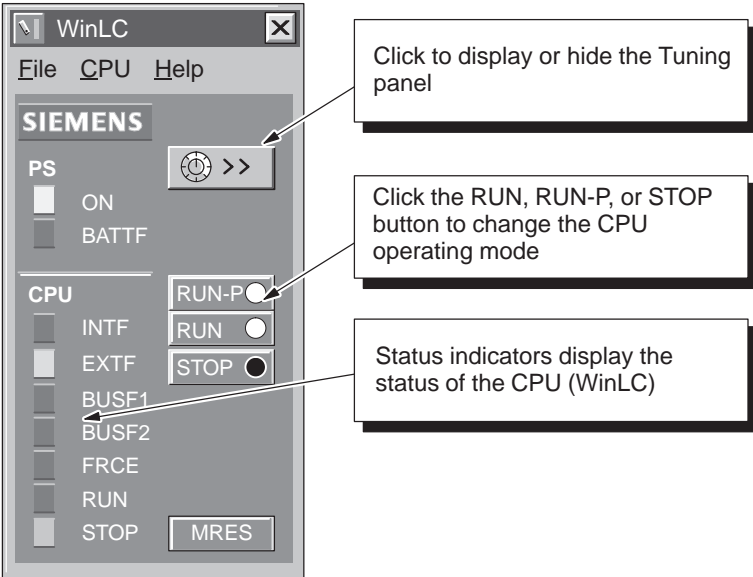 WinLC
File CPU Help
SIEMENS
>>
PS
ON
BATTF
CPU
RUN-P
INTF
RUN
EXTF
STOP
BUSF1
BUSF2
FRCE
RUN
STOP
MRES
Click to display or hide the Tuning
panel
Click the RUN, RUN-P, or STOP
button to change the CPU
operating mode
Status indicators display the
status of the CPU (WinLC)